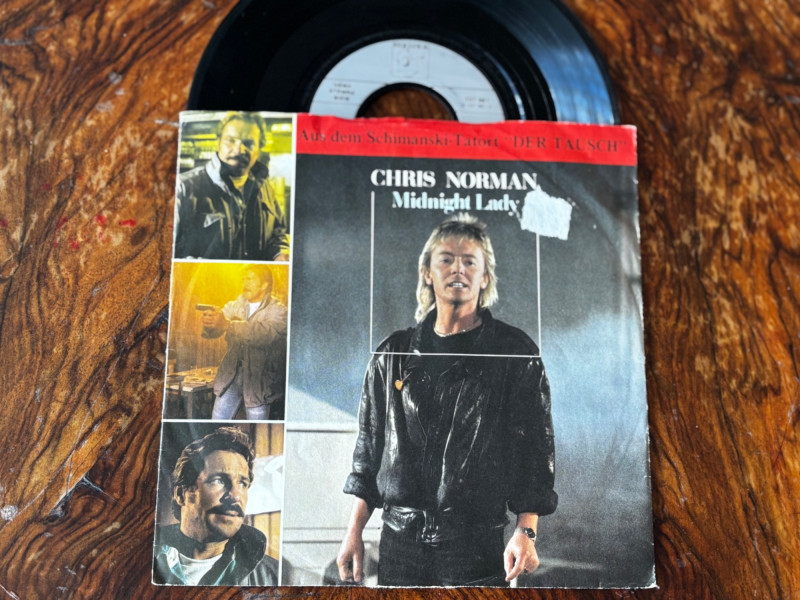 Aus dem Schimanski-Tatort "DER TAUSCH"
CHRIS NORMAN
Midnight Lady